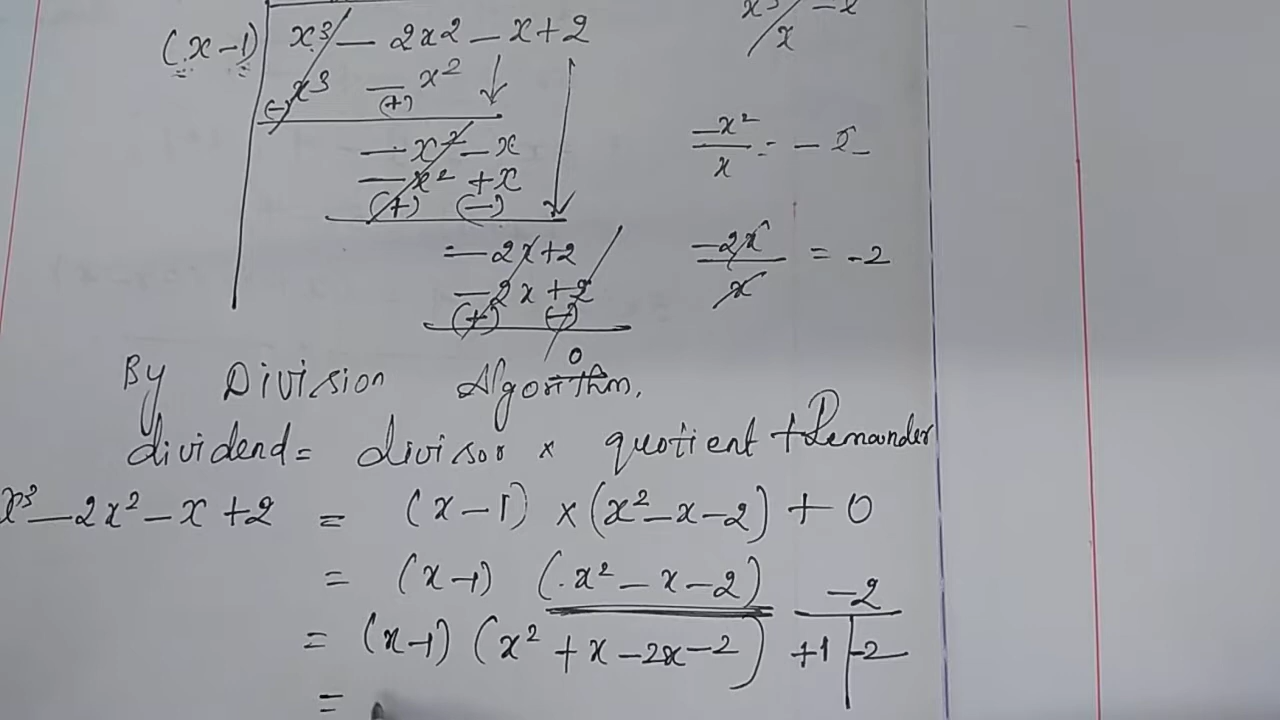 (x-1) x³ - 2x2 - x + 2
x³ - x²
(-) (+)
- x² - x
- x² + x
(+) (-)
= - 2x + 2
- 2x + 2
(+) (-)
0
x³/x
-x²/x = - x
-2x/x = -2
By Division Algorithm,
dividend = divisor × quotient + Remander
x³ - 2x² - x + 2 = (x-1) × (x² - x - 2) + 0
= (x-1) (x² - x - 2)
-2
= (x-1) (x² + x - 2x - 2) +1 | -2
=